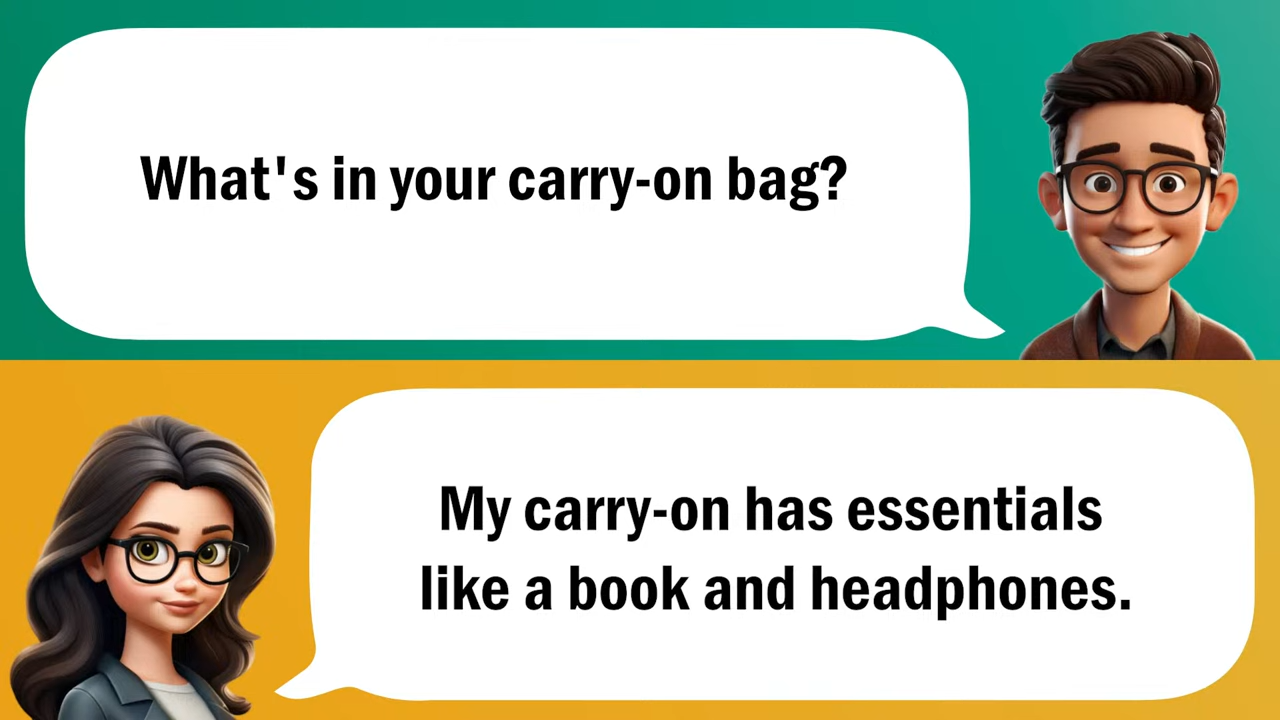 What's in your carry-on bag?
My carry-on has essentials
like a book and headphones.